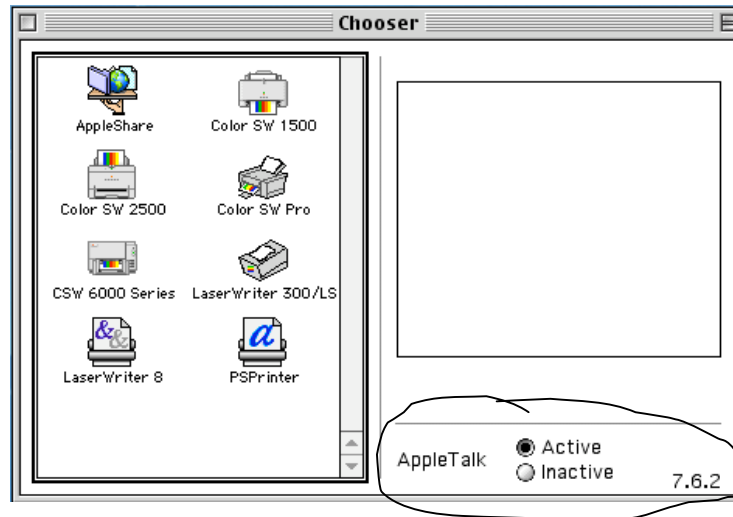 Chooser
AppleShare
Color SW 1500
Color SW 2500
Color SW Pro
CSW 6000 Series
LaserWriter 300/LS
LaserWriter 8
PSPrinter
AppleTalk
Active
Inactive
7.6.2